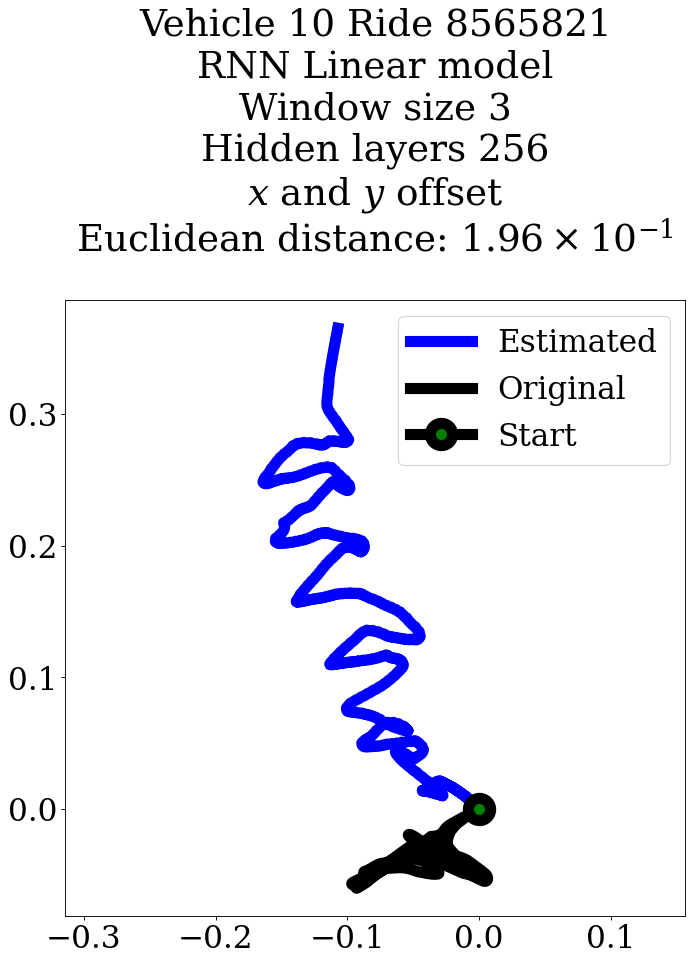 Vehicle 10 Ride 8565821
RNN Linear model
Window size 3
Hidden layers 256
x and y offset
Euclidean distance: 1.96 × 10⁻¹
Estimated
Original
Start
0.3
0.2
0.1
0.0
−0.3 −0.2 −0.1 0.0 0.1